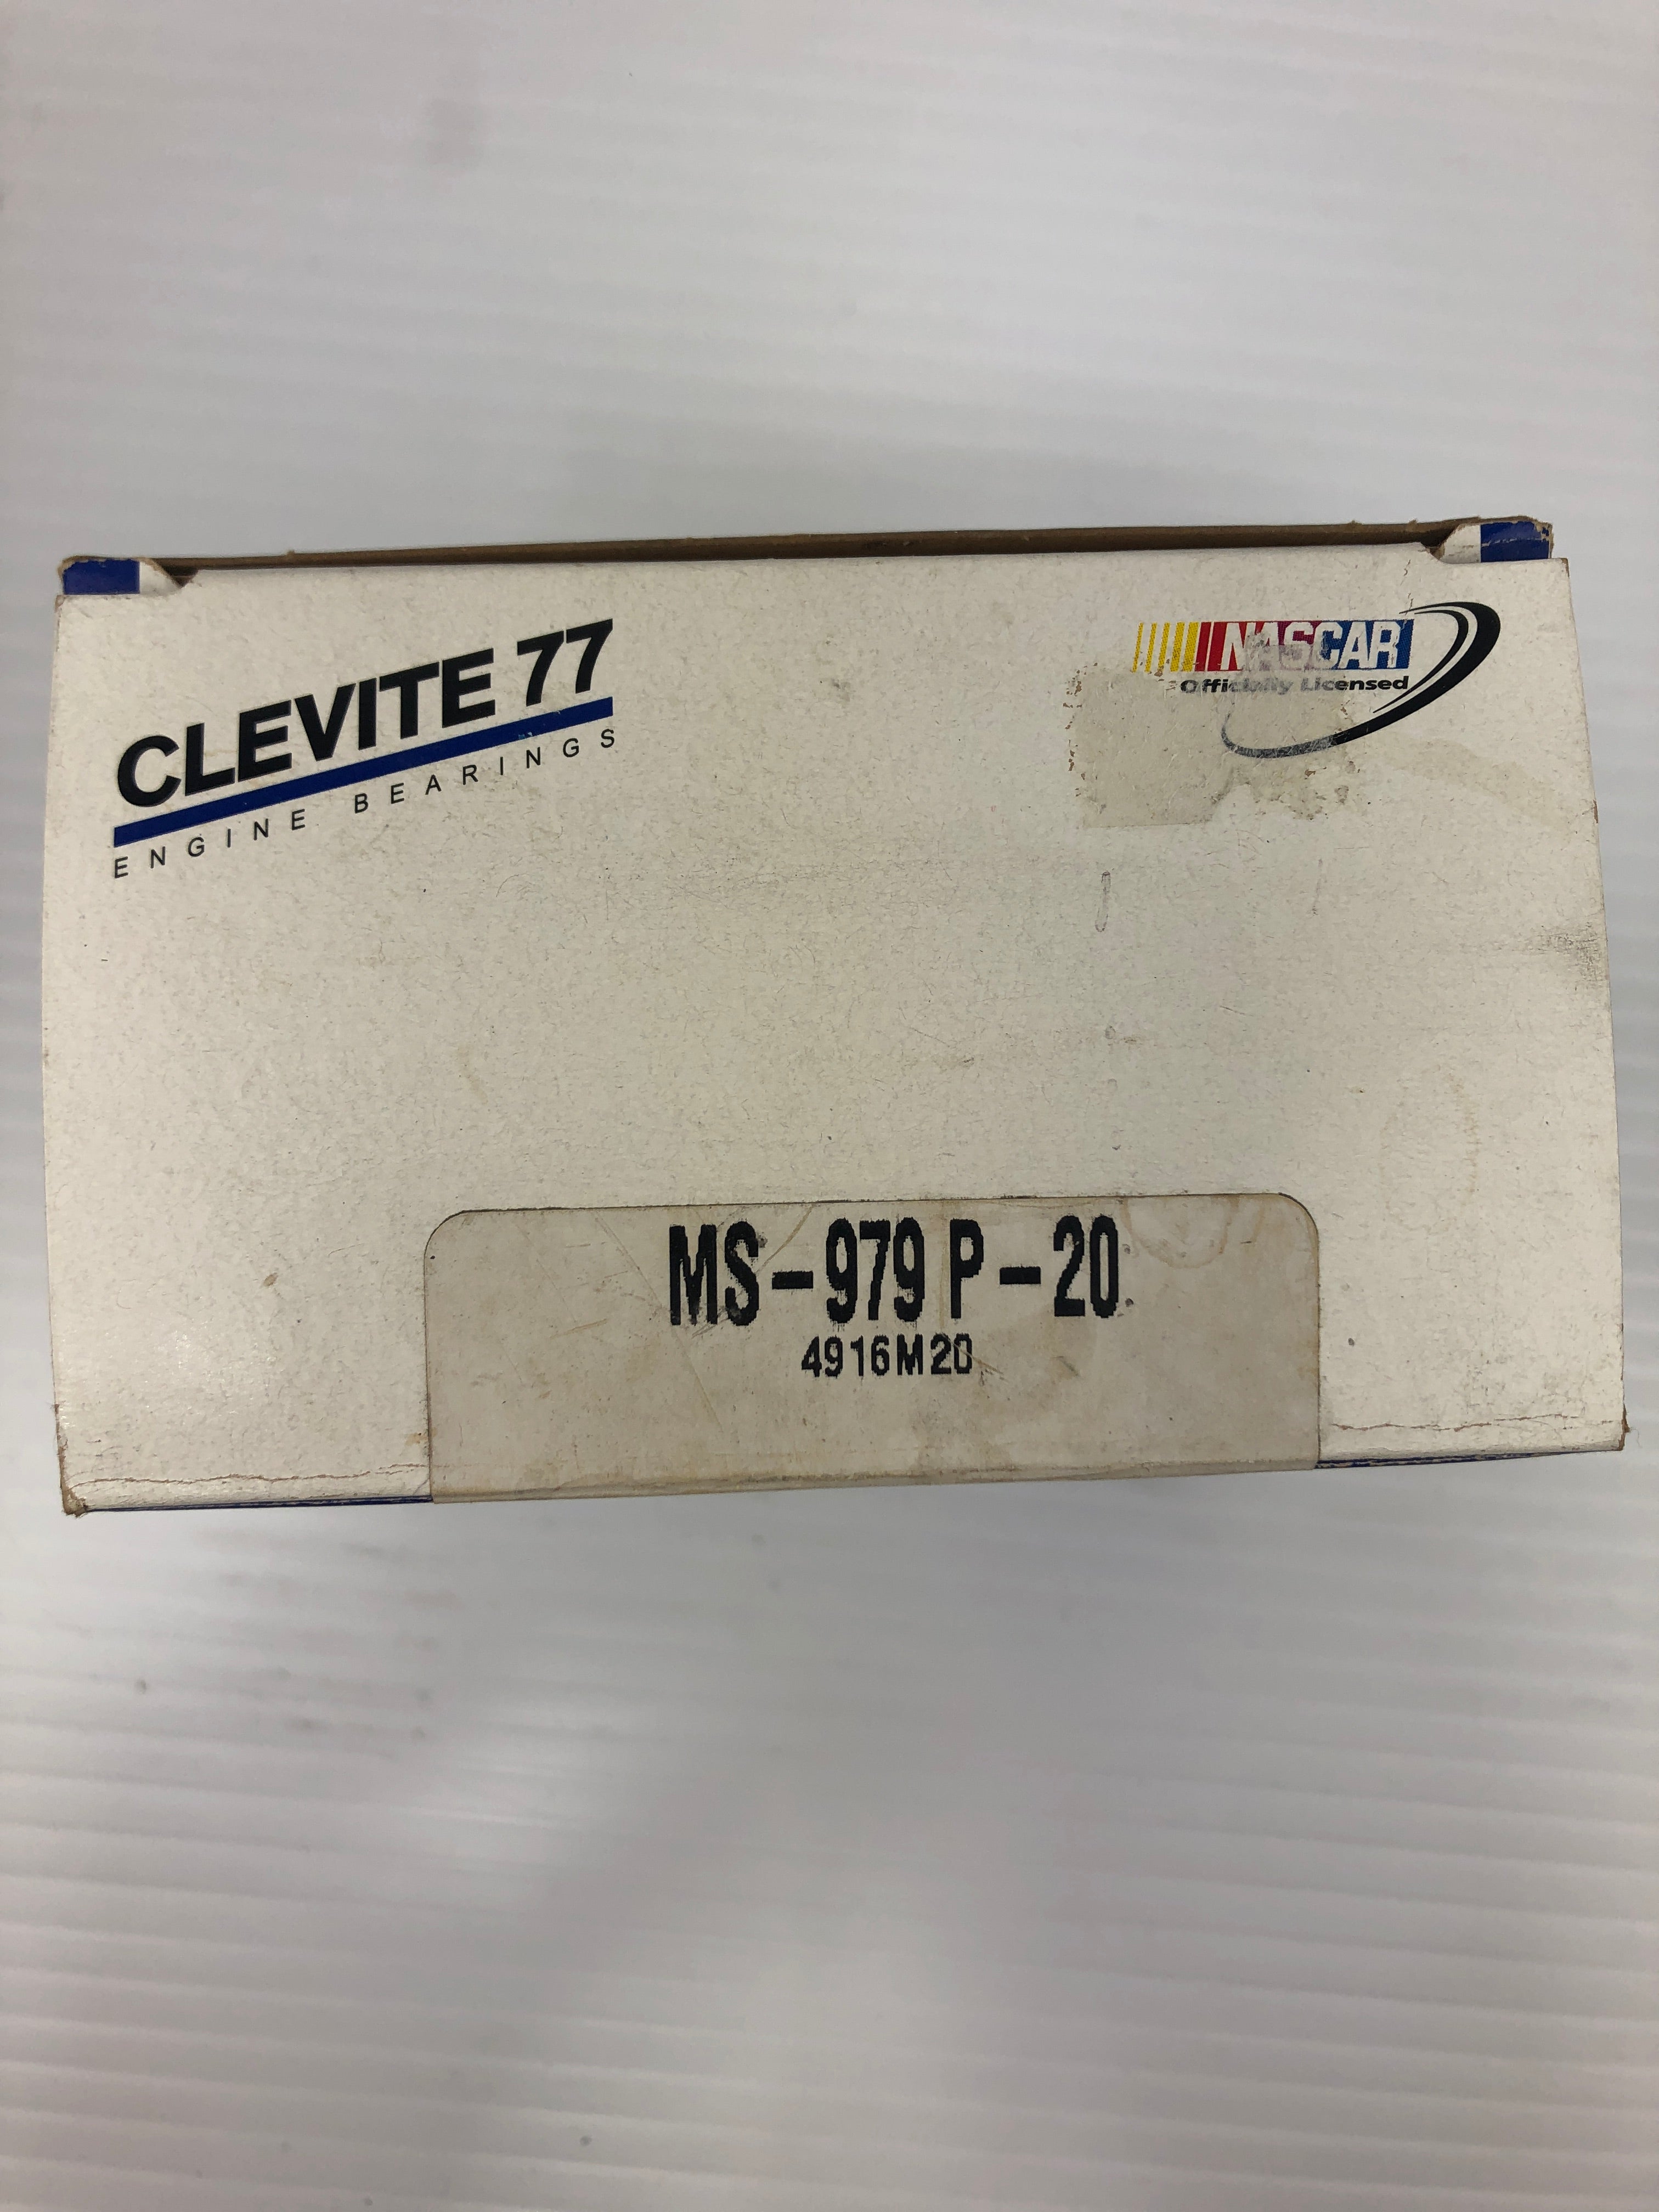 CLEVITE 77
ENGINE BEARINGS
NASCAR
Officially Licensed
MS-979 P-20
4916M20